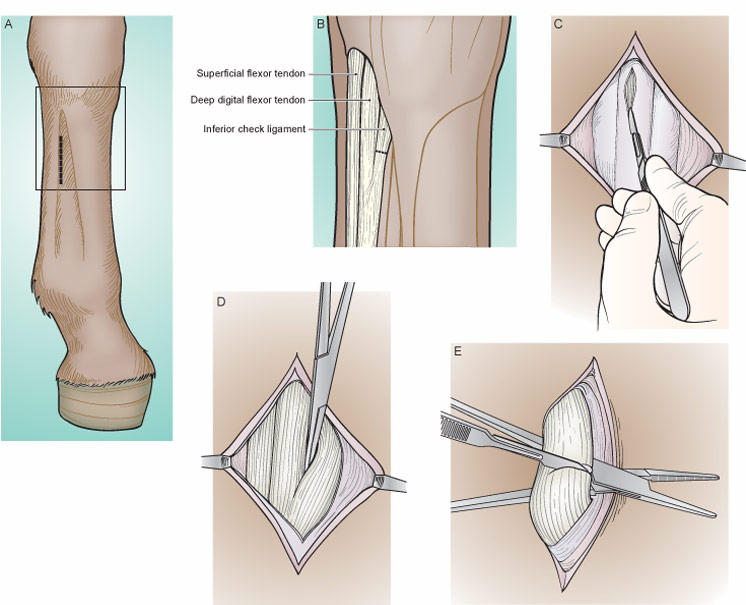 A
B
Superficial flexor tendon
Deep digital flexor tendon
Inferior check ligament
C
D
E